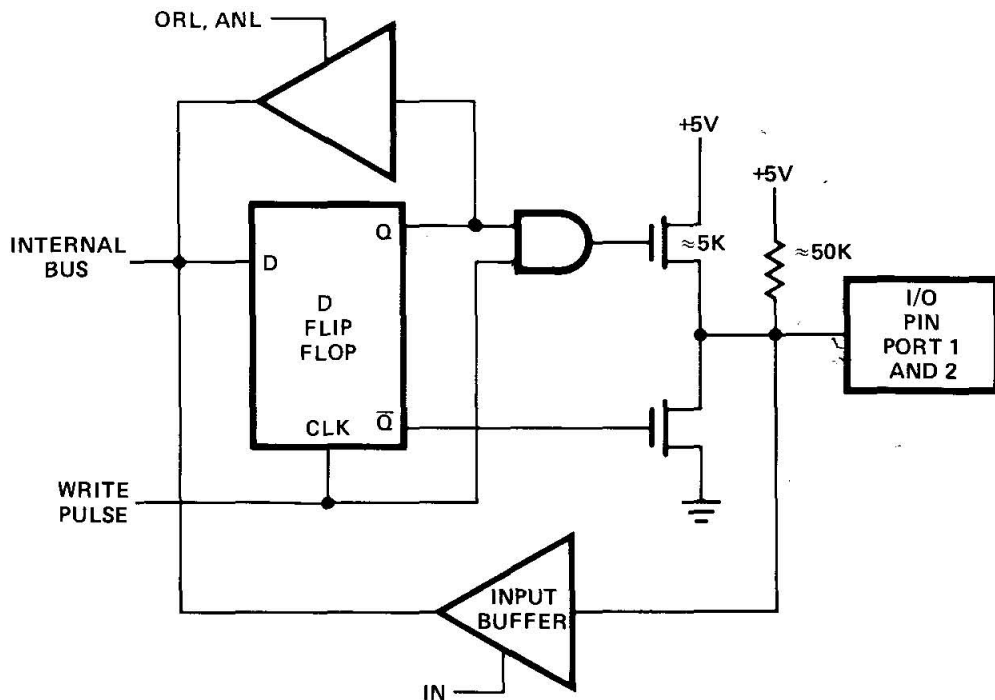 ORL, ANL
+5V
+5V
Q
≈5K
≈50K
INTERNAL
BUS
D
D
FLIP
FLOP
I/O
PIN
PORT 1
AND 2
CLK
Q̅
WRITE
PULSE
INPUT
BUFFER
IN